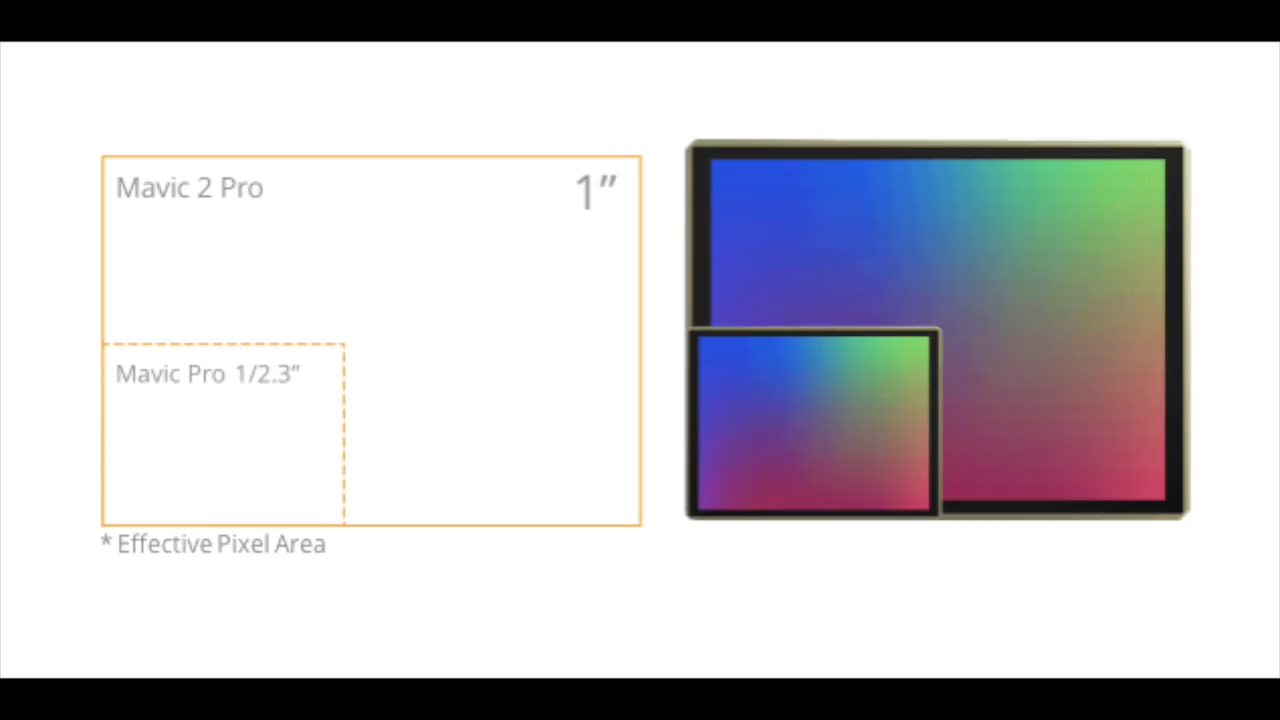 Mavic 2 Pro
1”
Mavic Pro 1/2.3”
* Effective Pixel Area